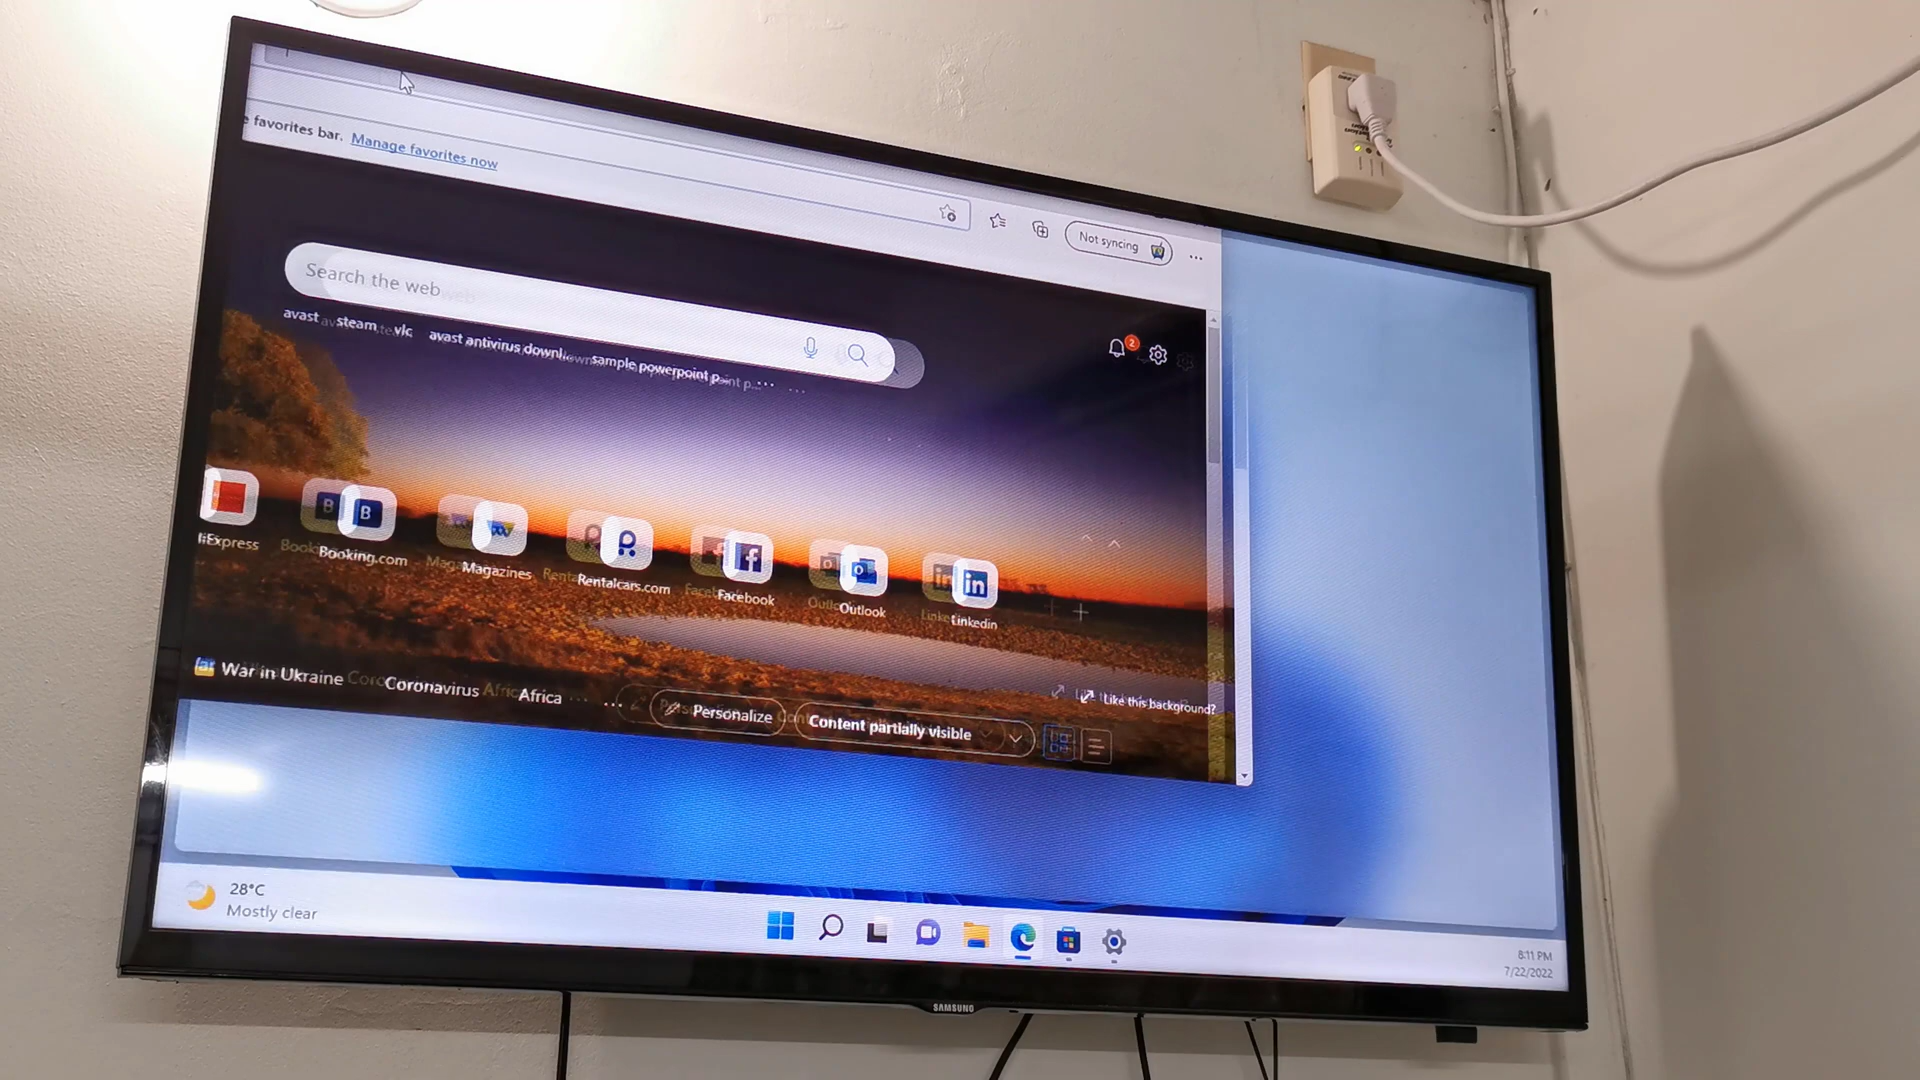 favorites bar. Manage favorites now
Not syncing
Search the web
avast steam vlc avast antivirus downl... sample powerpoint p...
2
liExpress Booking.com Magazines Rentalcars.com Facebook Outlook Linkedin
War in Ukraine Coronavirus Africa ... Personalize Content partially visible
Like this background?
28°C
Mostly clear
8:11 PM
7/22/2022
SAMSUNG